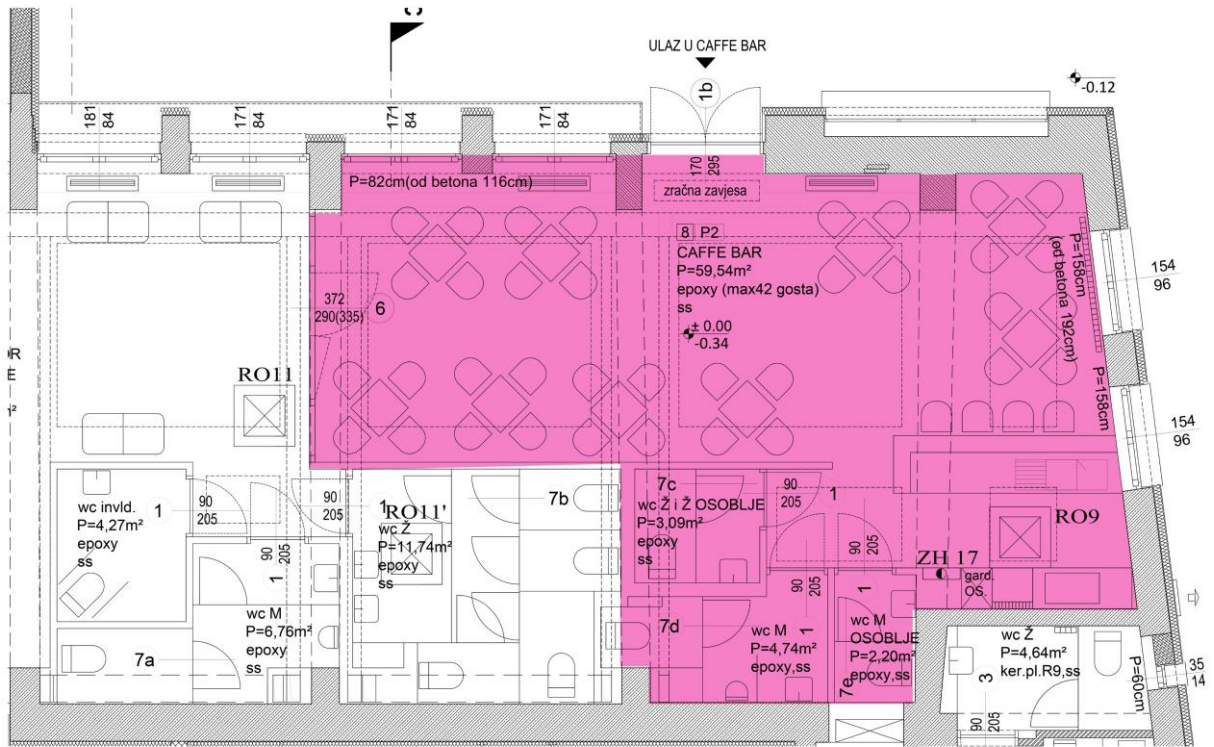 ULAZ U CAFFE BAR
1b
-0.12
181
84
171
84
171
84
171
84
170
295
P=82cm(od betona 116cm)
zračna zavjesa
8 P2
CAFFE BAR
P=59,54m²
epoxy (max42 gosta)
ss
± 0.00
-0.34
P=158cm
(od betona 192cm)
154
96
372
290(335)
6
RO11
P=158cm
154
96
wc invld.
P=4,27m²
epoxy
ss
1
90
205
90
205
1
RO11'
wc Ž
P=11,74m²
epoxy
ss
7b
7c
wc Ž i Ž OSOBLJE
P=3,09m²
epoxy
ss
90
205
1
RO9
90
205
1
90
205
1
90
205
1
ZH 17
gard.
OS.
wc M
P=6,76m²
epoxy
ss
7a
7d
wc M
P=4,74m²
epoxy,ss
wc M
OSOBLJE
P=2,20m²
epoxy,ss
7e
wc Ž
P=4,64m²
ker.pl.R9,ss
P=60cm
35
14
3
90
205